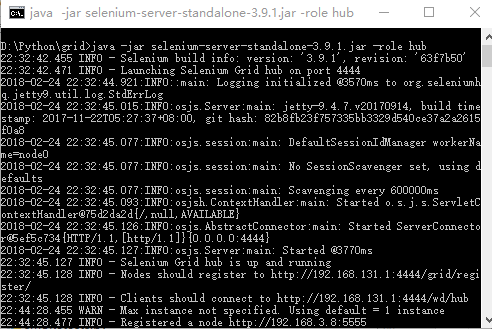 java -jar selenium-server-standalone-3.9.1.jar -role hub
D:\Python\grid>java -jar selenium-server-standalone-3.9.1.jar -role hub
22:32:42.455 INFO - Selenium build info: version: '3.9.1', revision: '63f7b50'
22:32:42.471 INFO - Launching Selenium Grid hub on port 4444
2018-02-24 22:32:44.921:INFO::main: Logging initialized @3570ms to org.seleniumh
q.jetty9.util.log.StdErrLog
2018-02-24 22:32:45.015:INFO:osjs.Server:main: jetty-9.4.7.v20170914, build time
stamp: 2017-11-22T05:27:37+08:00, git hash: 82b8fb23f757335bb3329d540ce37a2a2615
f0a8
2018-02-24 22:32:45.077:INFO:osjs.session:main: DefaultSessionIdManager workerNa
me=node0
2018-02-24 22:32:45.077:INFO:osjs.session:main: No SessionScavenger set, using d
efaults
2018-02-24 22:32:45.077:INFO:osjs.session:main: Scavenging every 600000ms
2018-02-24 22:32:45.093:INFO:osjsh.ContextHandler:main: Started o.s.j.s.ServletC
ontextHandler@75d2da2d{/,null,AVAILABLE}
2018-02-24 22:32:45.126:INFO:osjs.AbstractConnector:main: Started ServerConnecto
r@5ef5c734{HTTP/1.1,[http/1.1]}{0.0.0.0:4444}
2018-02-24 22:32:45.127:INFO:osjs.Server:main: Started @3770ms
22:32:45.127 INFO - Selenium Grid hub is up and running
22:32:45.128 INFO - Nodes should register to http://192.168.131.1:4444/grid/regi
ster/
22:32:45.128 INFO - Clients should connect to http://192.168.131.1:4444/wd/hub
22:44:28.455 WARN - Max instance not specified. Using default = 1 instance
22:44:28.477 INFO - Registered a node http://192.168.3.8:5555